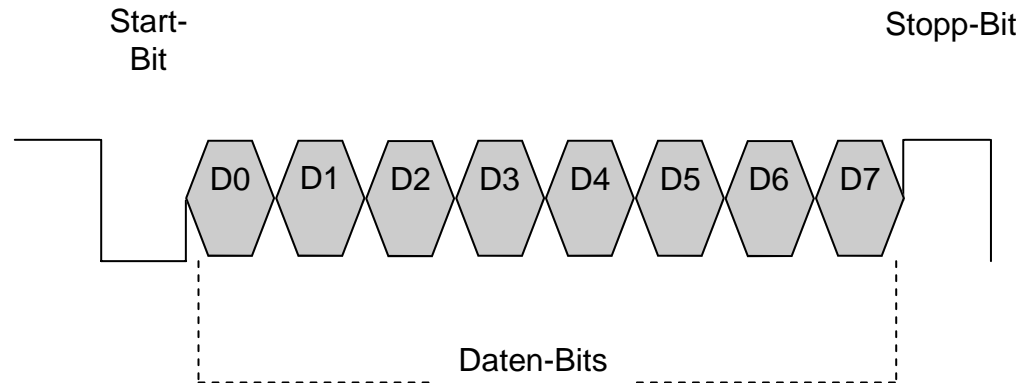 Start-
Bit
Stopp-Bit
D0 D1 D2 D3 D4 D5 D6 D7
Daten-Bits